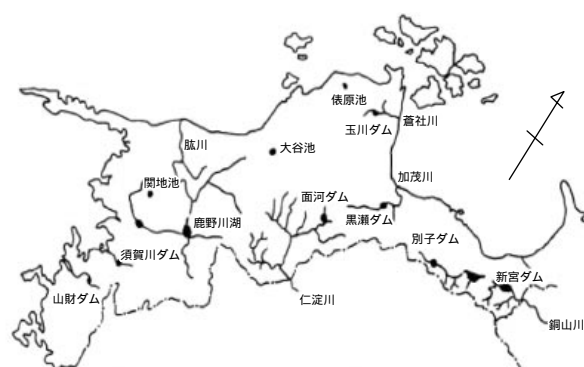 俵原池
玉川ダム
蒼社川
肱川
大谷池
関地池
面河ダム
加茂川
黒瀬ダム
鹿野川湖
別子ダム
須賀川ダム
新宮ダム
山財ダム
仁淀川
銅山川